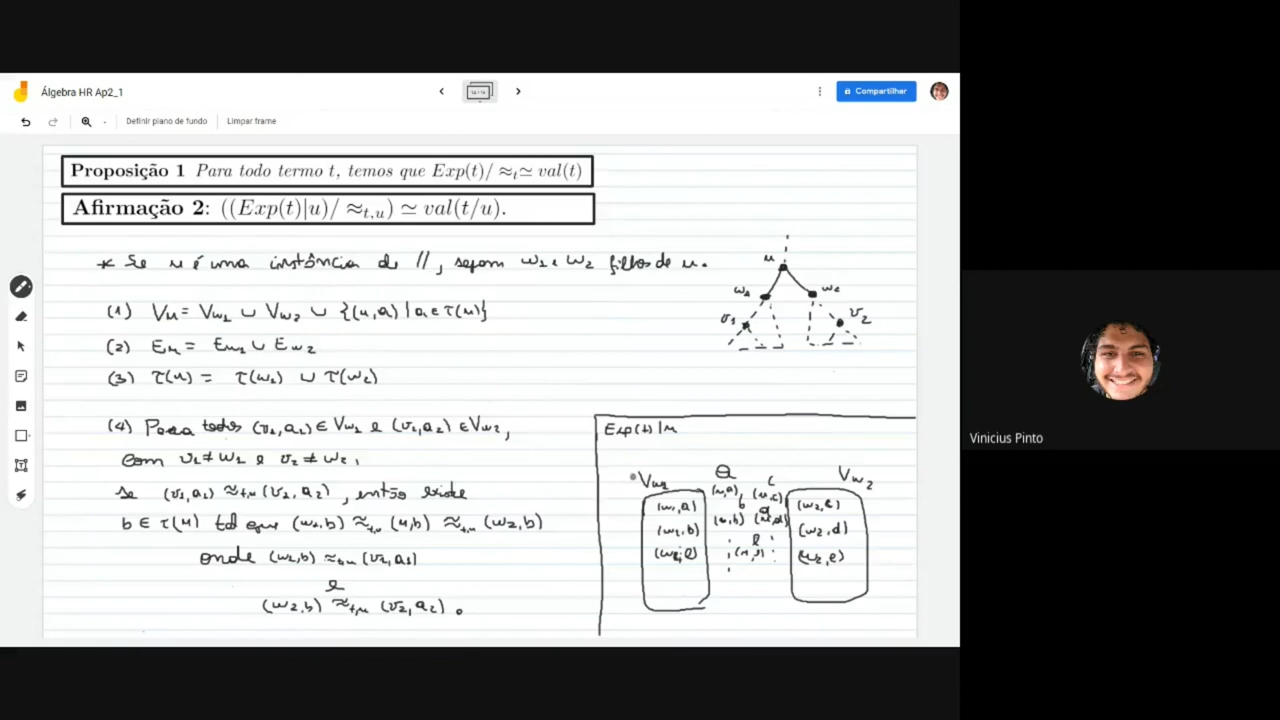 Álgebra HR Ap2_1
Compartilhar
Definir plano de fundo
Limpar frame
Proposição 1 Para todo termo t, temos que Exp(t)/ ≈t≃ val(t)
Afirmação 2: ((Exp(t)|u)/ ≈t,u) ≃ val(t/u).
* Se u é uma instância de //, sejam w1 e w2 filhos de u.
(1) Vu = Vw1 ∪ Vw2 ∪ {(u,a) | a ∈ τ(u)}
(2) Eu = Ew1 ∪ Ew2
(3) τ(u) = τ(w1) ∪ τ(w2)
(4) Para todos (v1,a1) ∈ Vw1 e (v2,a2) ∈ Vw2,
com v1 ≠ w1 e v2 ≠ w2,
se (v1,a1) ≈t,u (v2,a2), então existe
b ∈ τ(u) tal que (w1,b) ≈t,u (u,b) ≈t,u (w2,b)
onde (w1,b) ≈t,u (v1,a1)
e
(w2,b) ≈t,u (v2,a2).
u
w1 w2
v1 v2
Exp(t)|u
Vw1 a c Vw2
(w1,a) (u,a) (u,c) (w2,c)
b d
(w1,b) (u,b) (u,d) (w2,d)
e
(w1,e) (w2,e)
Vinicius Pinto